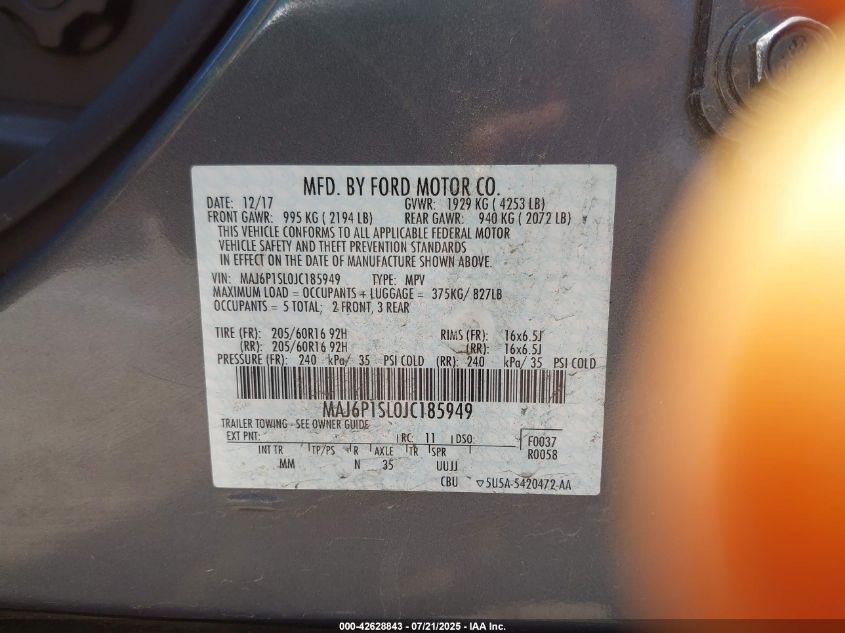 MFD. BY FORD MOTOR CO.
DATE: 12/17 GVWR: 1929 KG ( 4253 LB)
FRONT GAWR: 995 KG ( 2194 LB) REAR GAWR: 940 KG ( 2072 LB)
THIS VEHICLE CONFORMS TO ALL APPLICABLE FEDERAL MOTOR
VEHICLE SAFETY AND THEFT PREVENTION STANDARDS
IN EFFECT ON THE DATE OF MANUFACTURE SHOWN ABOVE.
VIN: MAJ6P1SL0JC185949 TYPE: MPV
MAXIMUM LOAD = OCCUPANTS + LUGGAGE = 375KG/ 827LB
OCCUPANTS = 5 TOTAL; 2 FRONT, 3 REAR
TIRE (FR): 205/60R16 92H RIMS (FR): 16x6.5J
(RR): 205/60R16 92H (RR): 16x6.5J
PRESSURE (FR): 240 kPa/ 35 PSI COLD (RR): 240 kPa/ 35 PSI COLD
MAJ6P1SL0JC185949
TRAILER TOWING - SEE OWNER GUIDE
EXT PNT: RC: 11 DSO: F0037
INT TR TP/PS R AXLE TR SPR R0058
MM N 35 UUJJ
CBU ▽5U5A-5420472-AA
000-42628843 / 07/21/2025 - IAA, Inc.